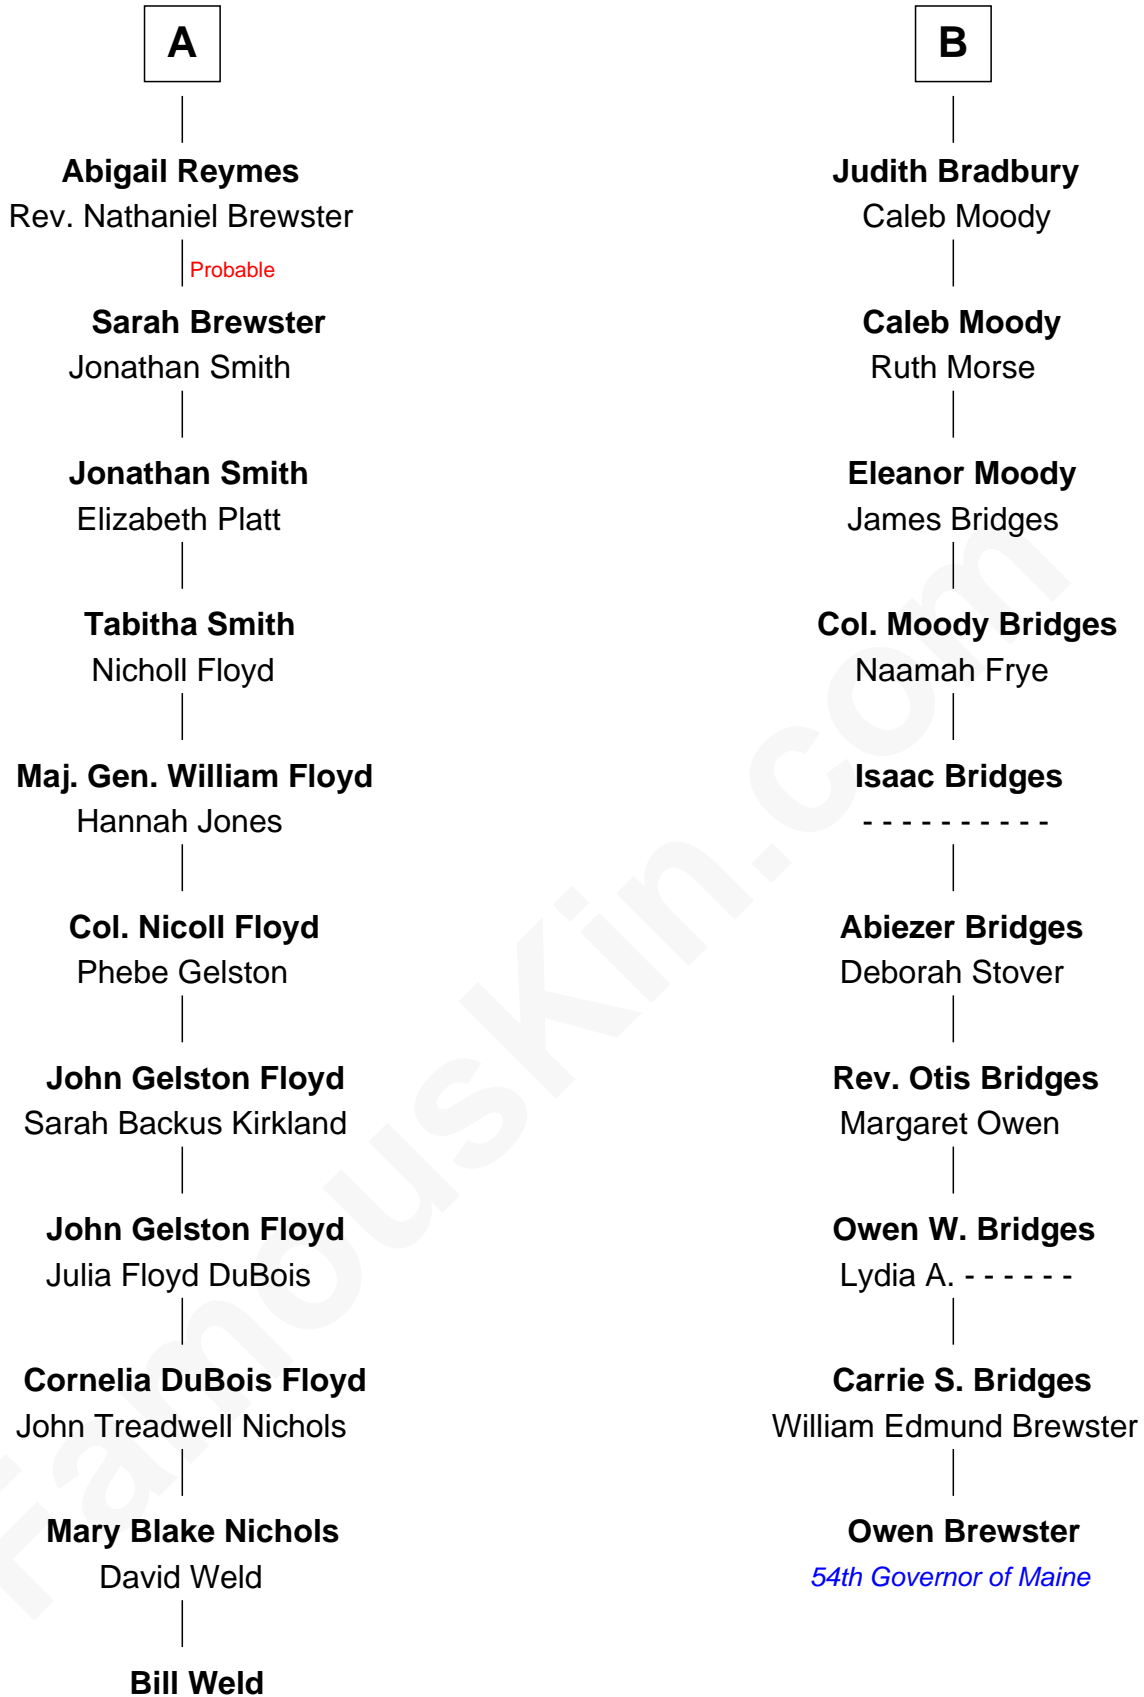 A
Abigail Reymes
Rev. Nathaniel Brewster
Probable
Sarah Brewster
Jonathan Smith
Jonathan Smith
Elizabeth Platt
Tabitha Smith
Nicholl Floyd
Maj. Gen. William Floyd
Hannah Jones
Col. Nicoll Floyd
Phebe Gelston
John Gelston Floyd
Sarah Backus Kirkland
John Gelston Floyd
Julia Floyd DuBois
Cornelia DuBois Floyd
John Treadwell Nichols
Mary Blake Nichols
David Weld
Bill Weld
B
Judith Bradbury
Caleb Moody
Caleb Moody
Ruth Morse
Eleanor Moody
James Bridges
Col. Moody Bridges
Naamah Frye
Isaac Bridges
- - - - - - - - - -
Abiezer Bridges
Deborah Stover
Rev. Otis Bridges
Margaret Owen
Owen W. Bridges
Lydia A. - - - - - -
Carrie S. Bridges
William Edmund Brewster
Owen Brewster
54th Governor of Maine
FamousKin.com